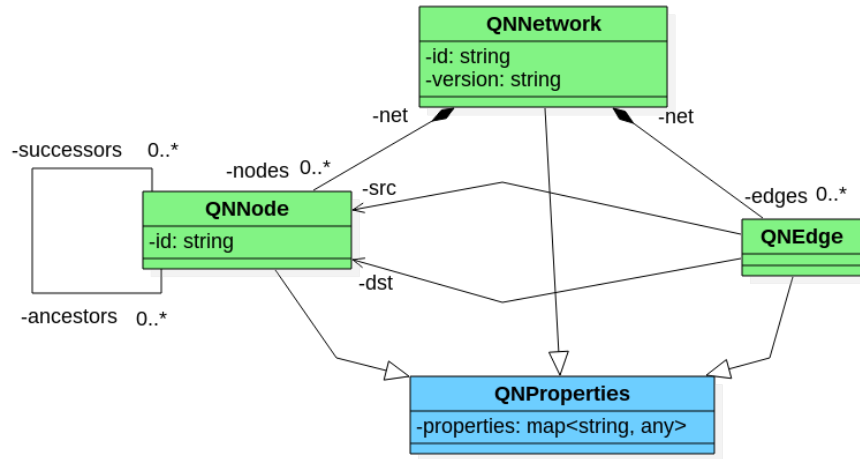 QNNetwork
-id: string
-version: string
-net
-net
-successors
0..*
-nodes
0..*
-src
-edges
0..*
QNNode
-id: string
QNEdge
-dst
-ancestors
0..*
QNProperties
-properties: map<string, any>